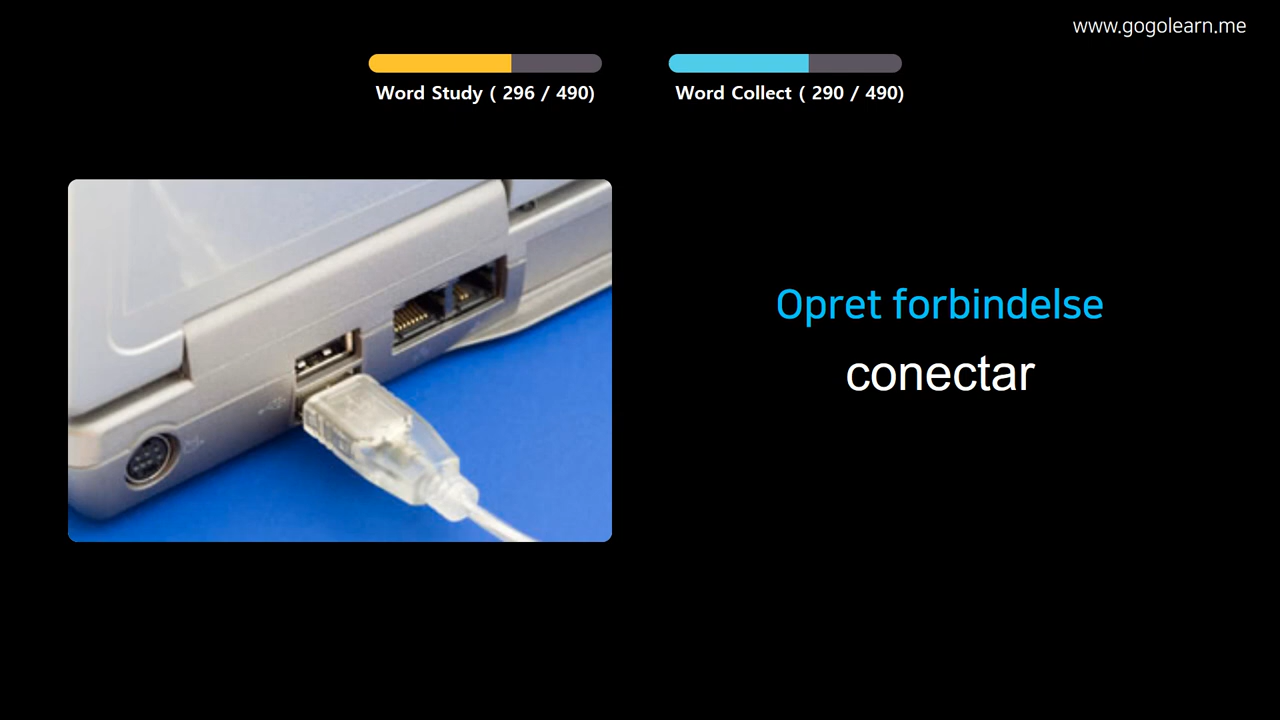 www.gogolearn.me
Word Study ( 296 / 490)
Word Collect ( 290 / 490)
Opret forbindelse
conectar